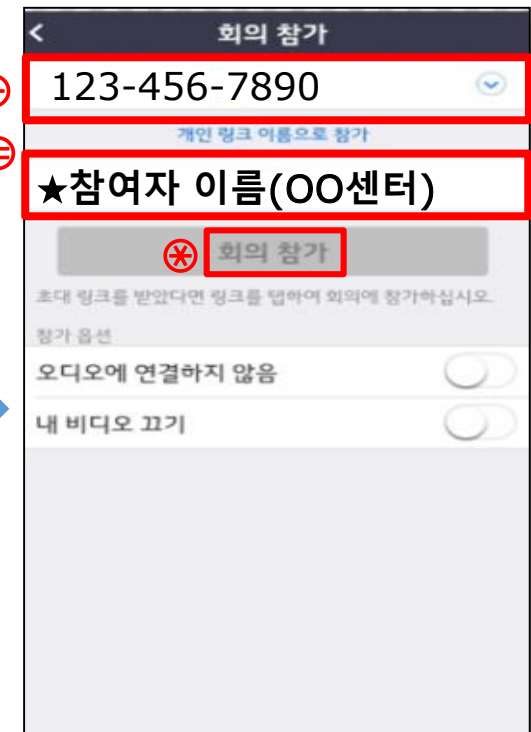 회의 참가
123-456-7890
개인 링크 이름으로 참가
★참여자 이름(OO센터)
회의 참가
초대 링크를 받았다면 링크를 탭하여 회의에 참가하십시오.
참가 옵션
오디오에 연결하지 않음
내 비디오 끄기